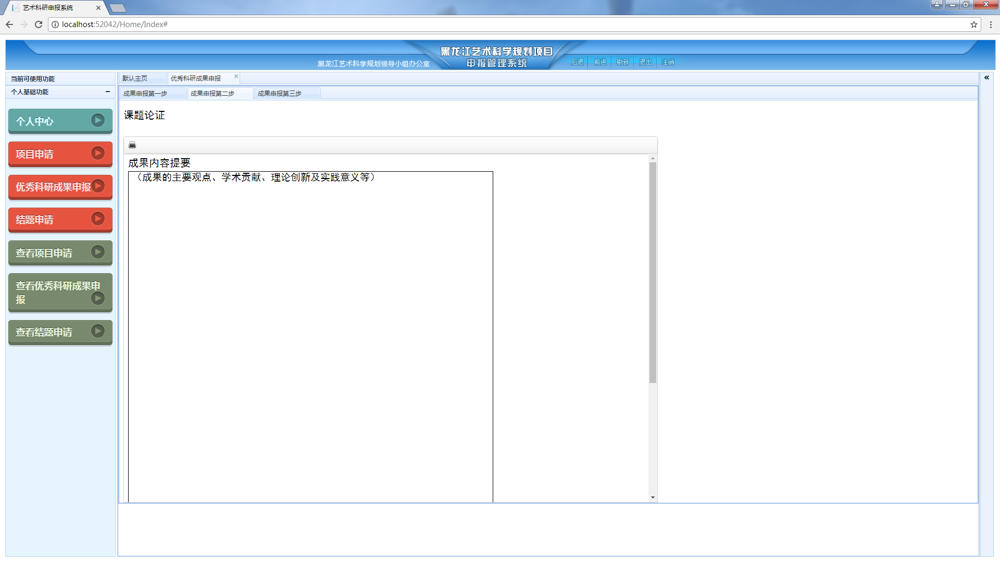 艺术科研申报系统
localhost:52042/Home/Index#
黑龙江艺术科学规划项目
申报管理系统
黑龙江艺术科学规划领导小组办公室
后退 前进 刷新 退出 注销
当前可使用功能
个人基础功能
个人中心
项目申请
优秀科研成果申报
结题申请
查看项目申请
查看优秀科研成果申
报
查看结题申请
默认主页 优秀科研成果申报
成果申报第一步 成果申报第二步 成果申报第三步
课题论证
成果内容提要
（成果的主要观点、学术贡献、理论创新及实践意义等）